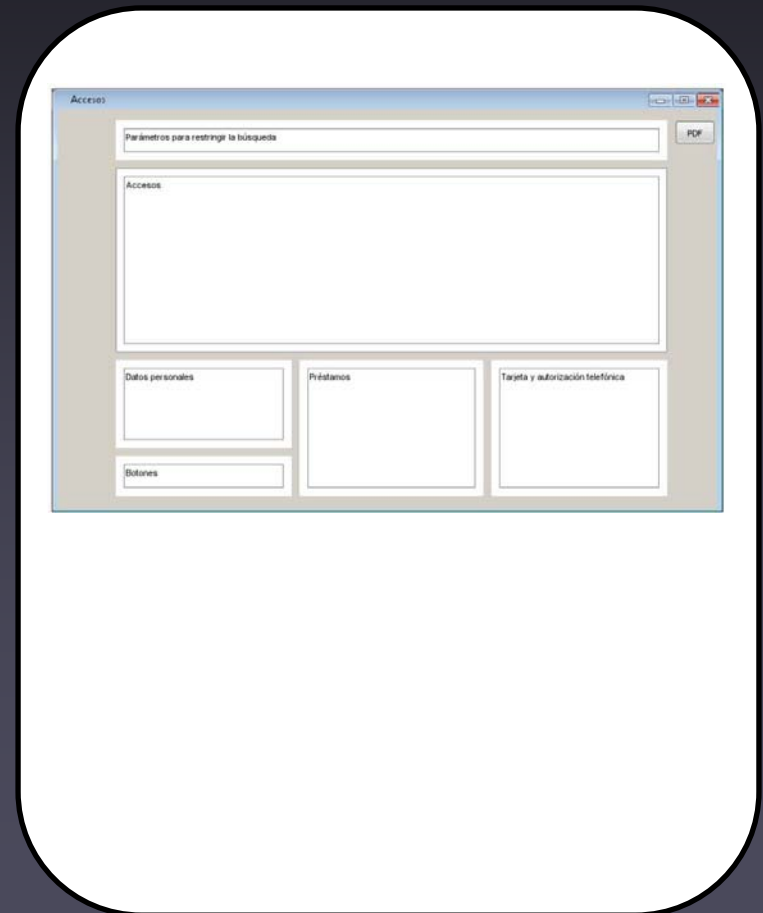 Accesos
PDF
Parámetros para restringir la búsqueda
Accesos
Datos personales
Préstamos
Tarjeta y autorización telefónica
Botones